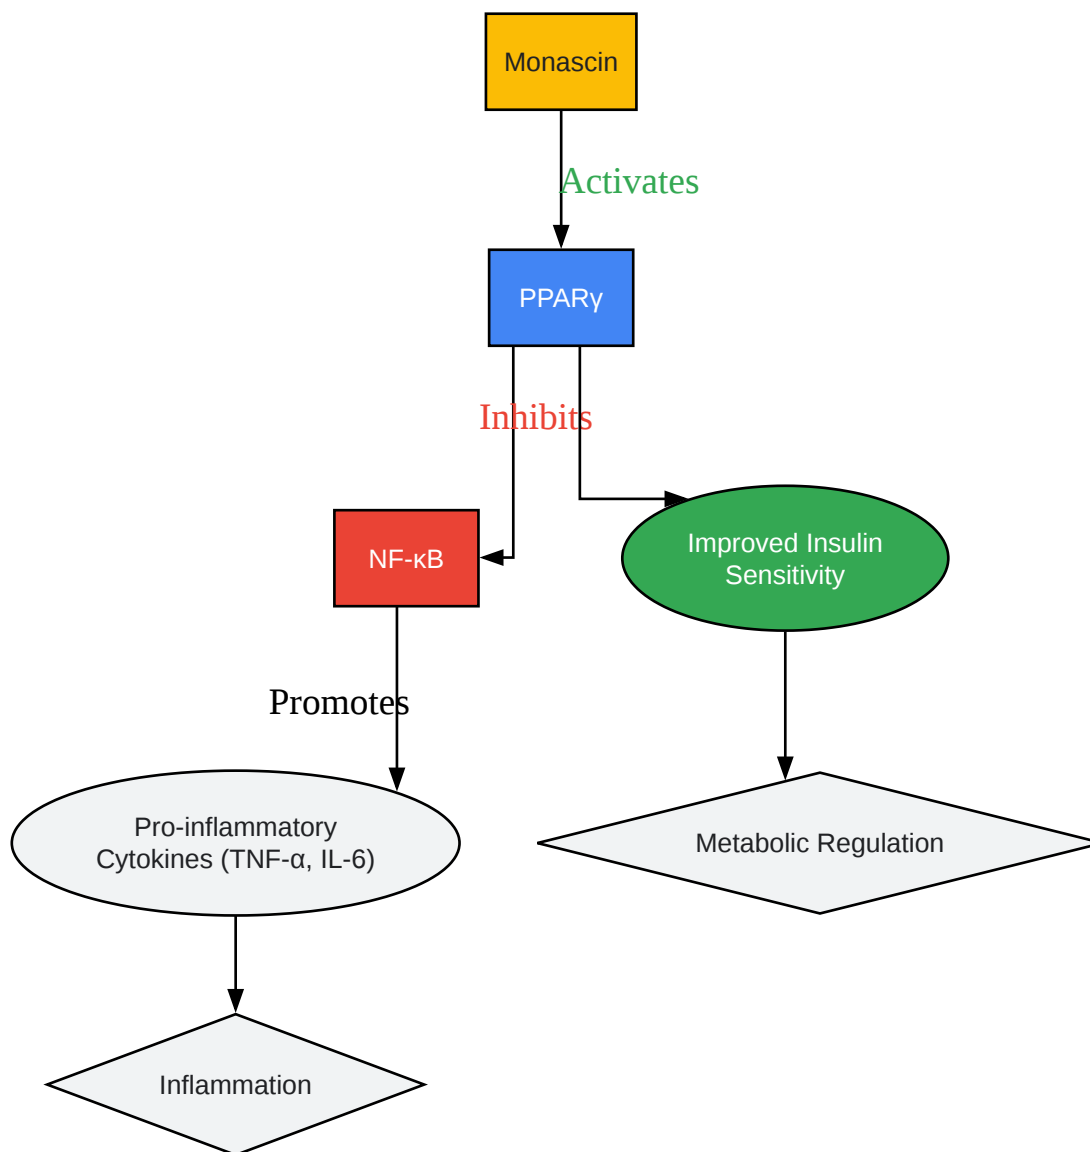 Monascin
Activates
PPARγ
Inhibits
NF-κB
Improved Insulin
Sensitivity
Promotes
Pro-inflammatory
Cytokines (TNF-α, IL-6)
Metabolic Regulation
Inflammation